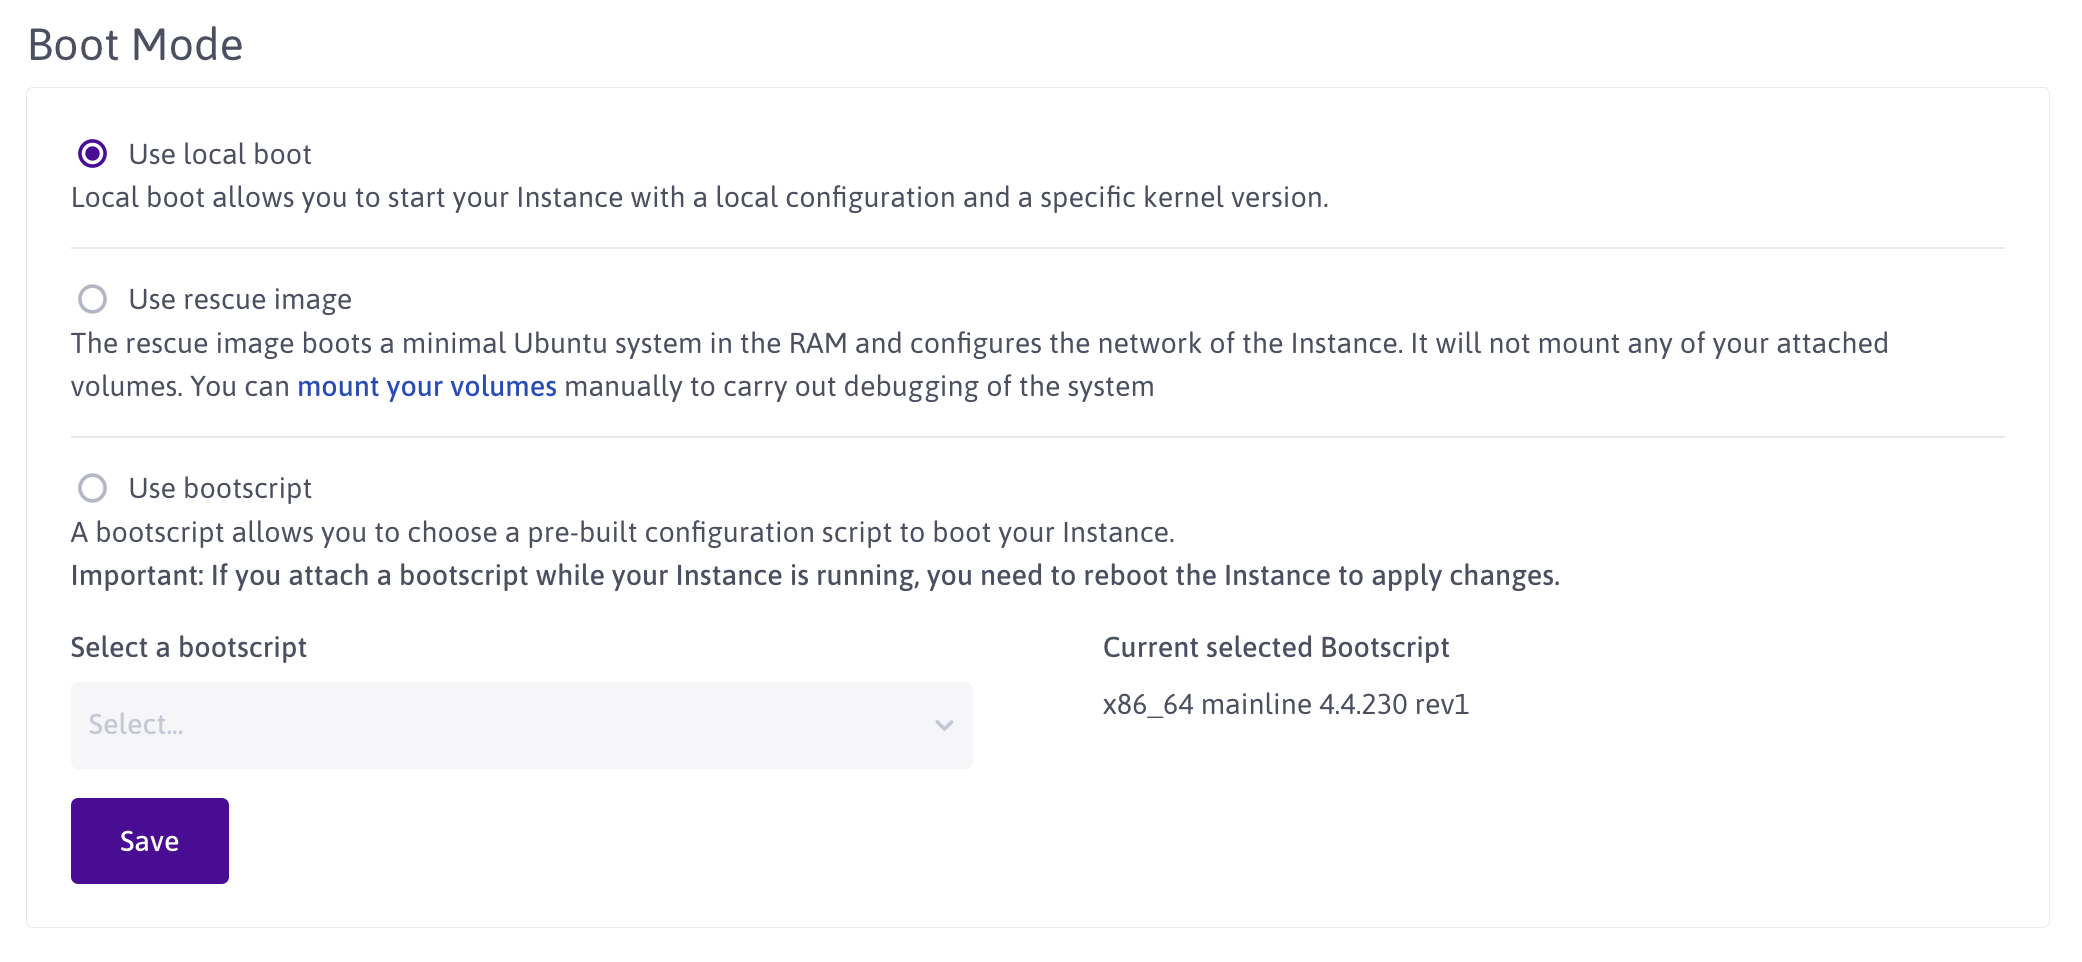 Boot Mode
Use local boot
Local boot allows you to start your Instance with a local configuration and a specific kernel version.
Use rescue image
The rescue image boots a minimal Ubuntu system in the RAM and configures the network of the Instance. It will not mount any of your attached
volumes. You can mount your volumes manually to carry out debugging of the system
Use bootscript
A bootscript allows you to choose a pre-built configuration script to boot your Instance.
Important: If you attach a bootscript while your Instance is running, you need to reboot the Instance to apply changes.
Select a bootscript
Select...
Current selected Bootscript
x86_64 mainline 4.4.230 rev1
Save